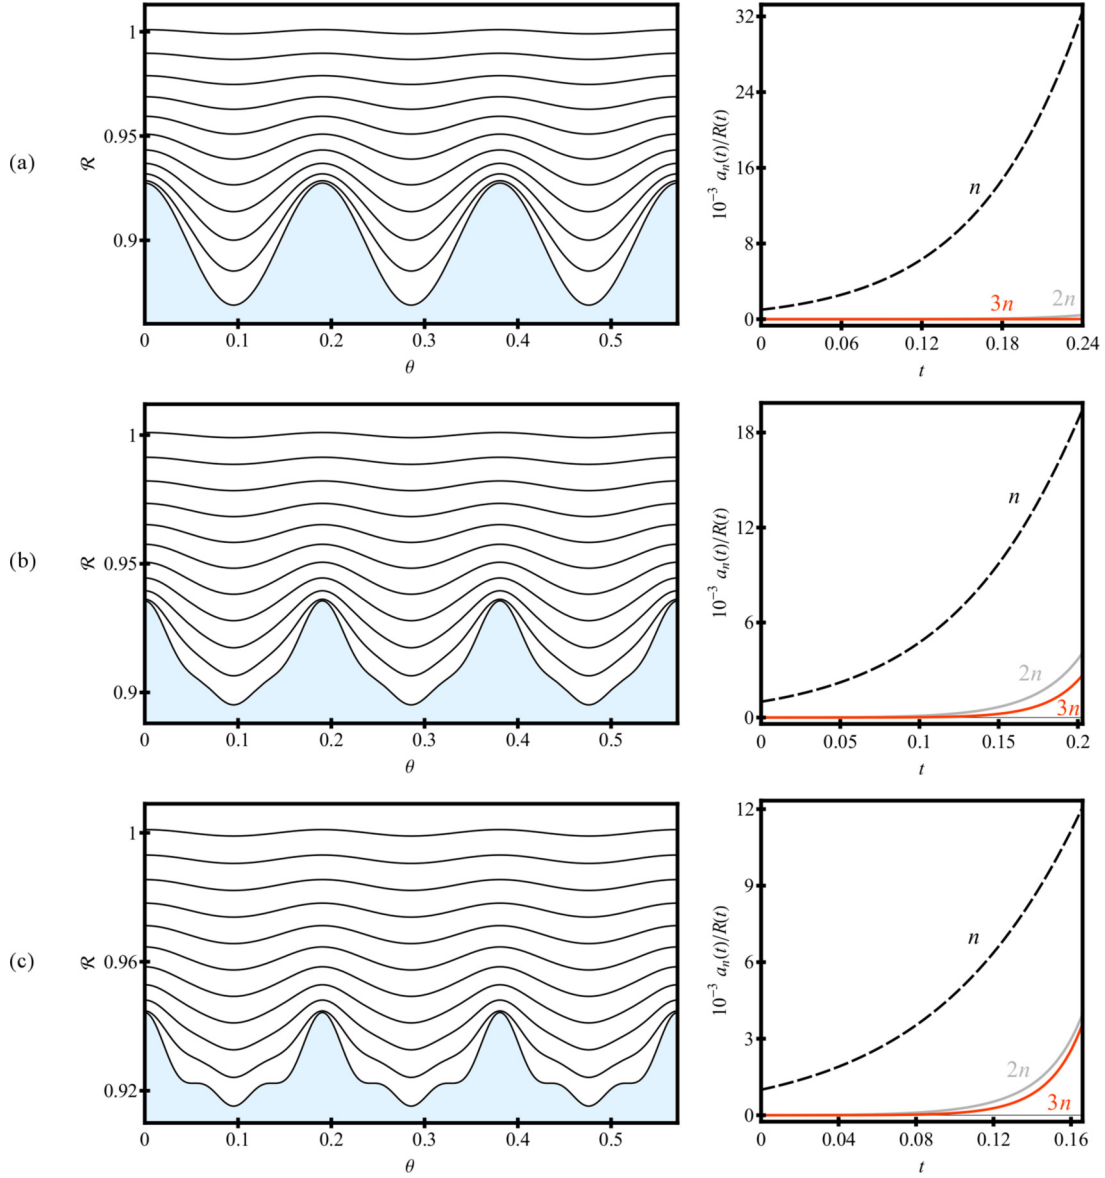 (a)
ℛ
1
0.95
0.9
0 0.1 0.2 0.3 0.4 0.5
θ
10⁻³ aₙ(t)/R(t)
32
24
16
8
0
n
3n
2n
0 0.06 0.12 0.18 0.24
t
(b)
ℛ
1
0.95
0.9
0 0.1 0.2 0.3 0.4 0.5
θ
10⁻³ aₙ(t)/R(t)
18
12
6
0
n
2n
3n
0 0.05 0.1 0.15 0.2
t
(c)
ℛ
1
0.96
0.92
0 0.1 0.2 0.3 0.4 0.5
θ
10⁻³ aₙ(t)/R(t)
12
9
6
3
0
n
2n
3n
0 0.04 0.08 0.12 0.16
t